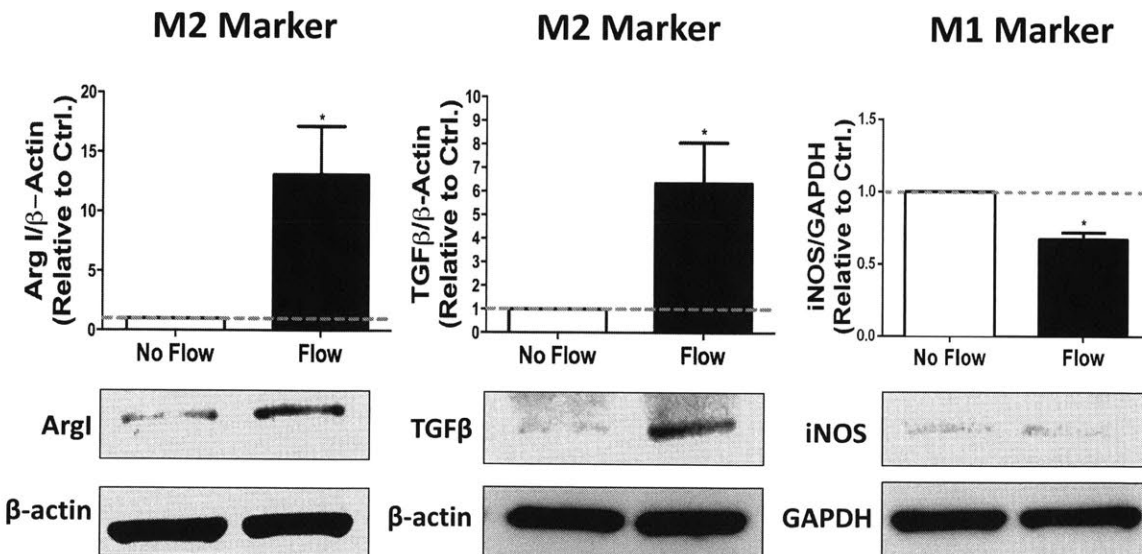 M2 Marker
Arg I/β–Actin
(Relative to Ctrl.)
20
15
10
5
0
*
No Flow
Flow
ArgI
β-actin
M2 Marker
TGFβ/β-Actin
(Relative to Ctrl.)
10
9
8
7
6
5
4
3
2
1
0
*
No Flow
Flow
TGFβ
β-actin
M1 Marker
iNOS/GAPDH
(Relative to Ctrl.)
1.5
1.0
0.5
0.0
*
No Flow
Flow
iNOS
GAPDH